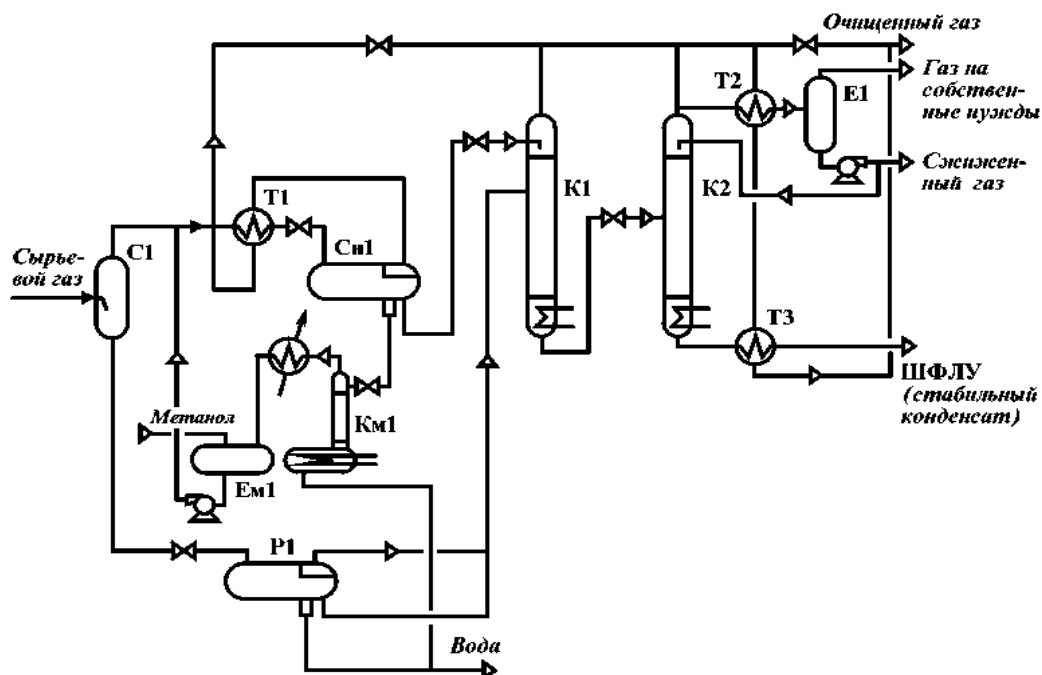 Очищенный газ
Газ на
собствен-
ные нужды
Т2
Е1
Сжижен-
ный газ
К1
К2
Т1
С1
Сырье-
вой газ
Сн1
Т3
ШФЛУ
(стабильный
конденсат)
Метанол
Км1
Ем1
Р1
Вода